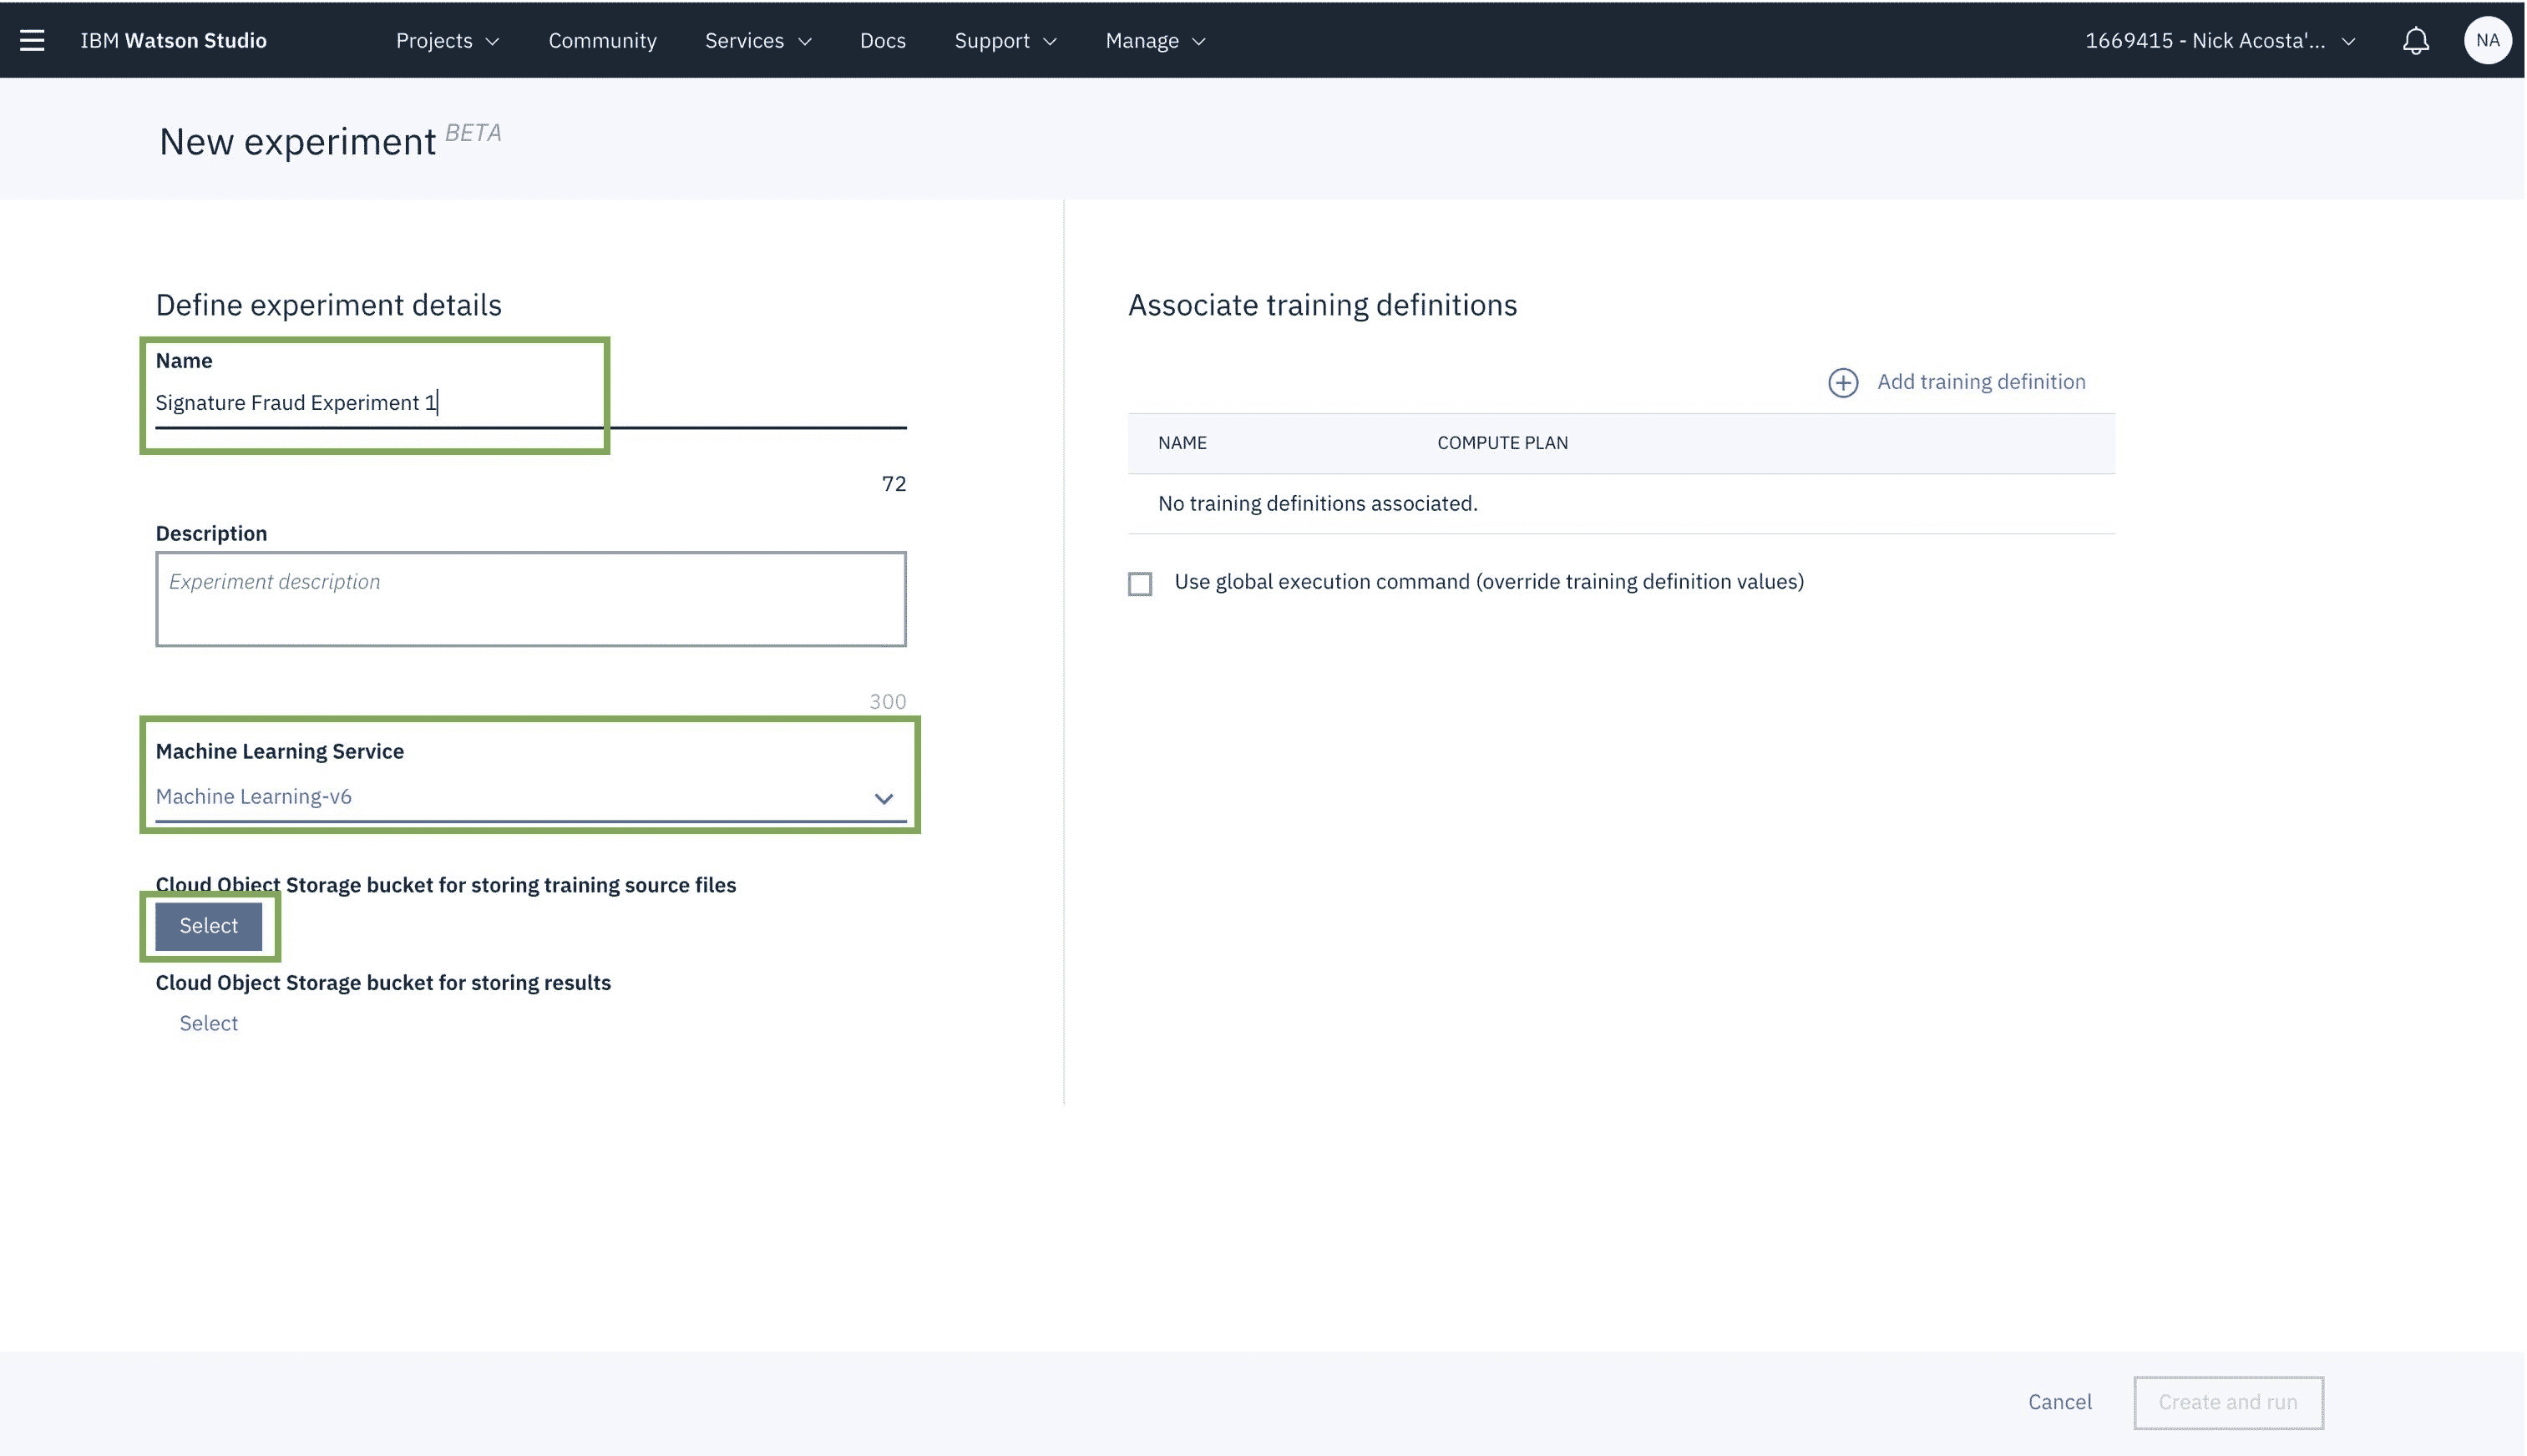 IBM Watson Studio Projects Community Services Docs Support Manage 1669415 - Nick Acosta'... NA
New experiment BETA
Define experiment details
Name
Signature Fraud Experiment 1
72
Description
Experiment description
300
Machine Learning Service
Machine Learning-v6
Cloud Object Storage bucket for storing training source files
Select
Cloud Object Storage bucket for storing results
Select
Associate training definitions
Add training definition
NAME COMPUTE PLAN
No training definitions associated.
Use global execution command (override training definition values)
Cancel Create and run